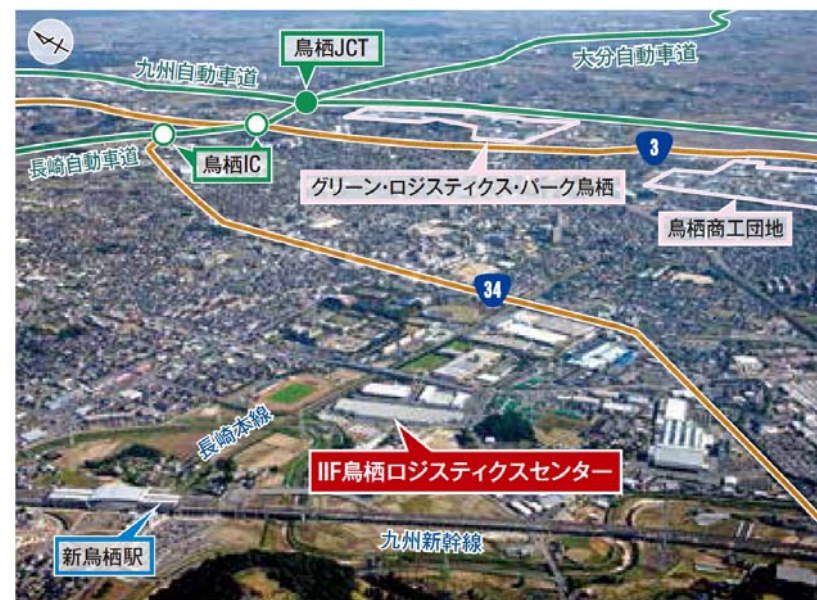 鳥栖JCT
九州自動車道
大分自動車道
長崎自動車道
鳥栖IC
3
グリーン・ロジスティクス・パーク鳥栖
鳥栖商工団地
34
長崎本線
IIF鳥栖ロジスティクスセンター
新鳥栖駅
九州新幹線